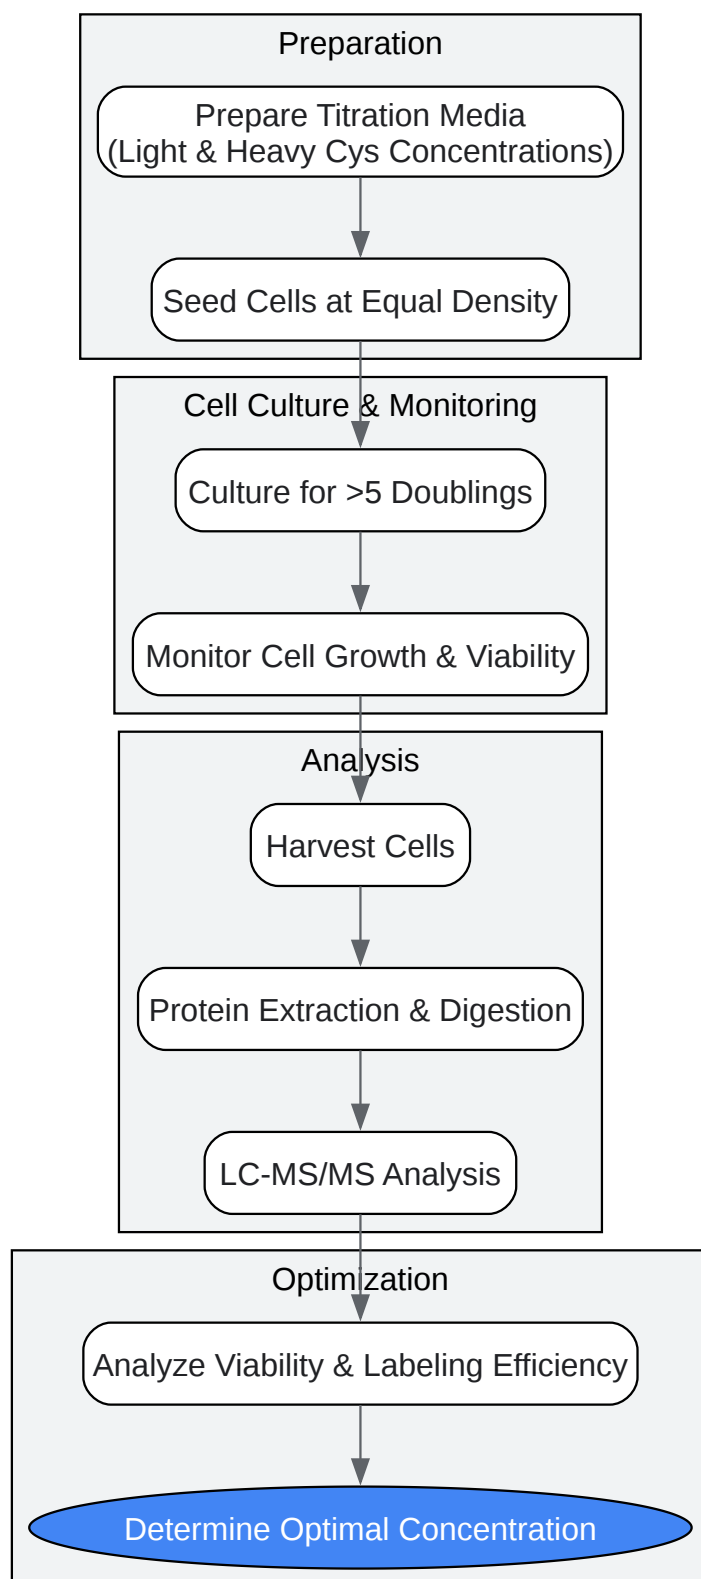 Preparation
Prepare Titration Media
(Light & Heavy Cys Concentrations)
Seed Cells at Equal Density
Cell Culture & Monitoring
Culture for >5 Doublings
Monitor Cell Growth & Viability
Analysis
Harvest Cells
Protein Extraction & Digestion
LC-MS/MS Analysis
Optimization
Analyze Viability & Labeling Efficiency
Determine Optimal Concentration